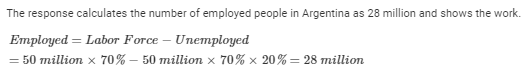 The response calculates the number of employed people in Argentina as 28 million and shows the work.
Employed = Labor Force − Unemployed
= 50 million × 70% − 50 million × 70% × 20% = 28 million